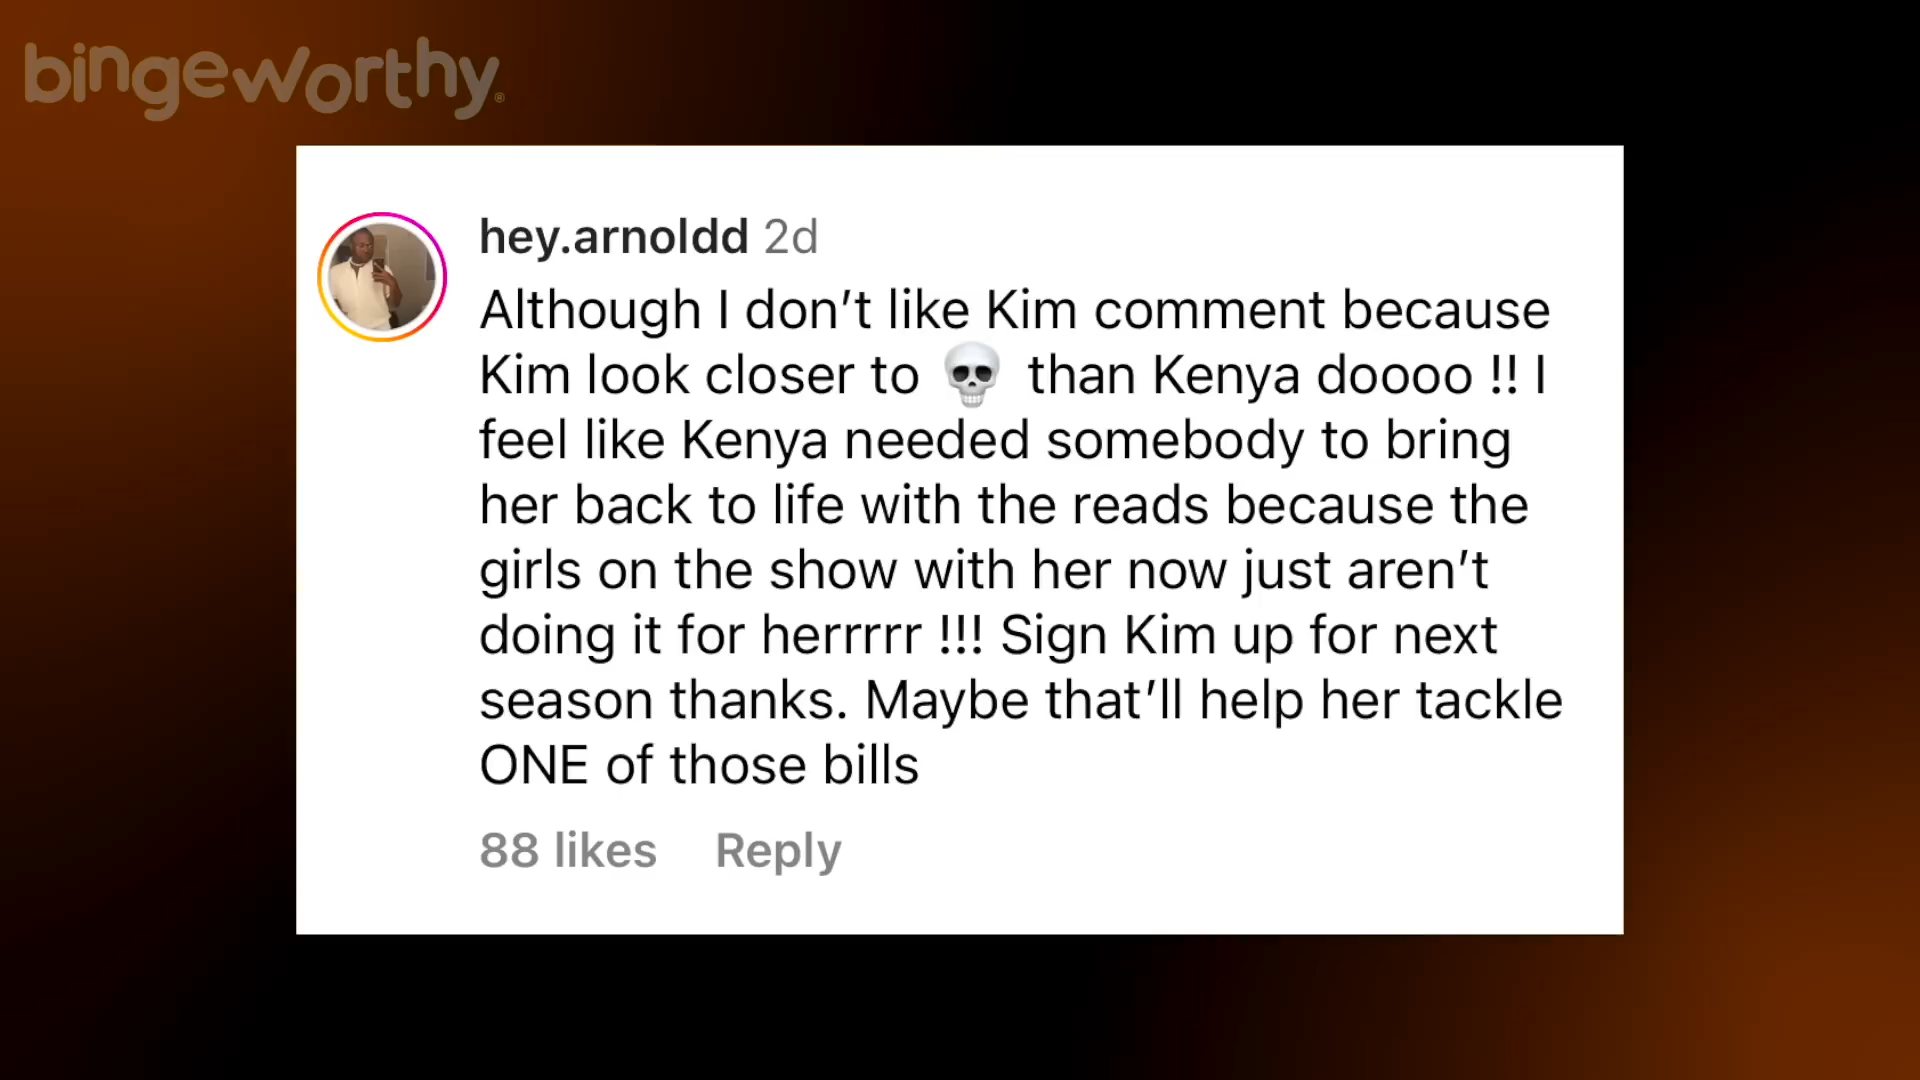 bingeworthy®
hey.arnoldd 2d
Although I don’t like Kim comment because
Kim look closer to 💀 than Kenya doooo !! I
feel like Kenya needed somebody to bring
her back to life with the reads because the
girls on the show with her now just aren’t
doing it for herrrrr !!! Sign Kim up for next
season thanks. Maybe that’ll help her tackle
ONE of those bills
88 likes Reply